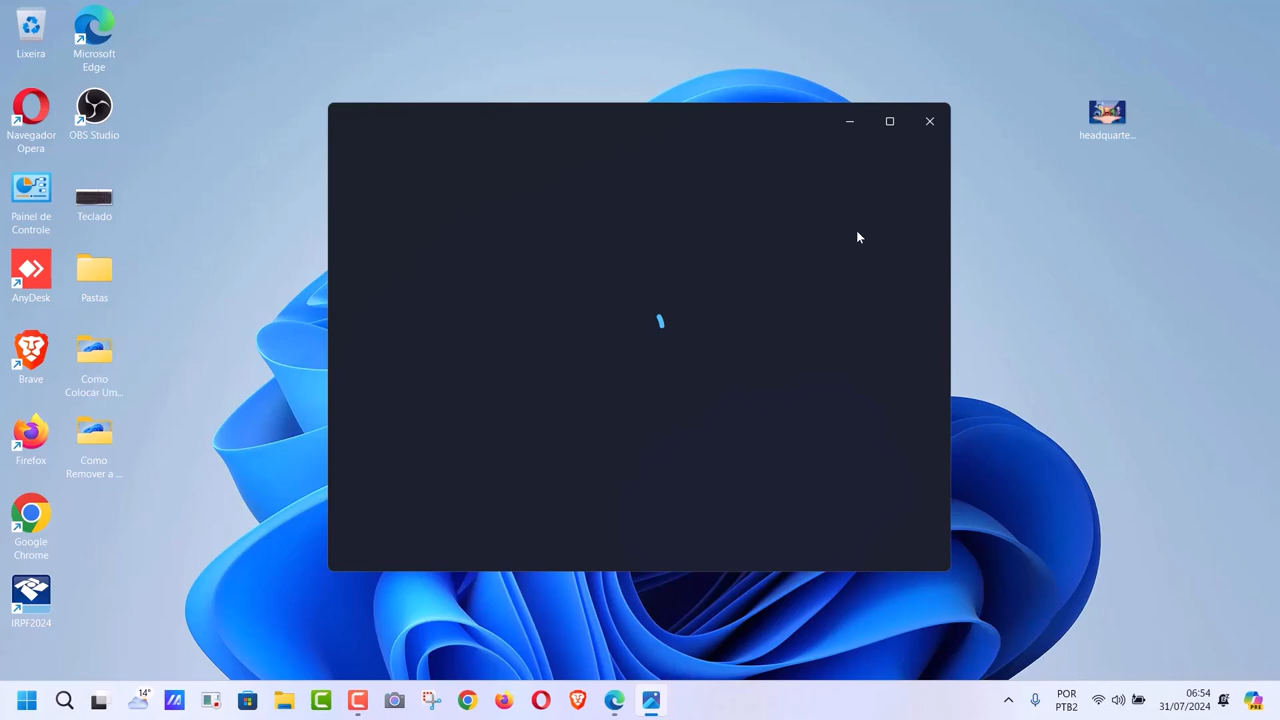 Lixeira
Microsoft
Edge
Navegador
Opera
OBS Studio
Painel de
Controle
Teclado
AnyDesk
Pastas
Brave
Como
Colocar Um...
Firefox
Como
Remover a ...
Google
Chrome
IRPF2024
headquarte...
14°
POR
PTB2
06:54
31/07/2024
PRE